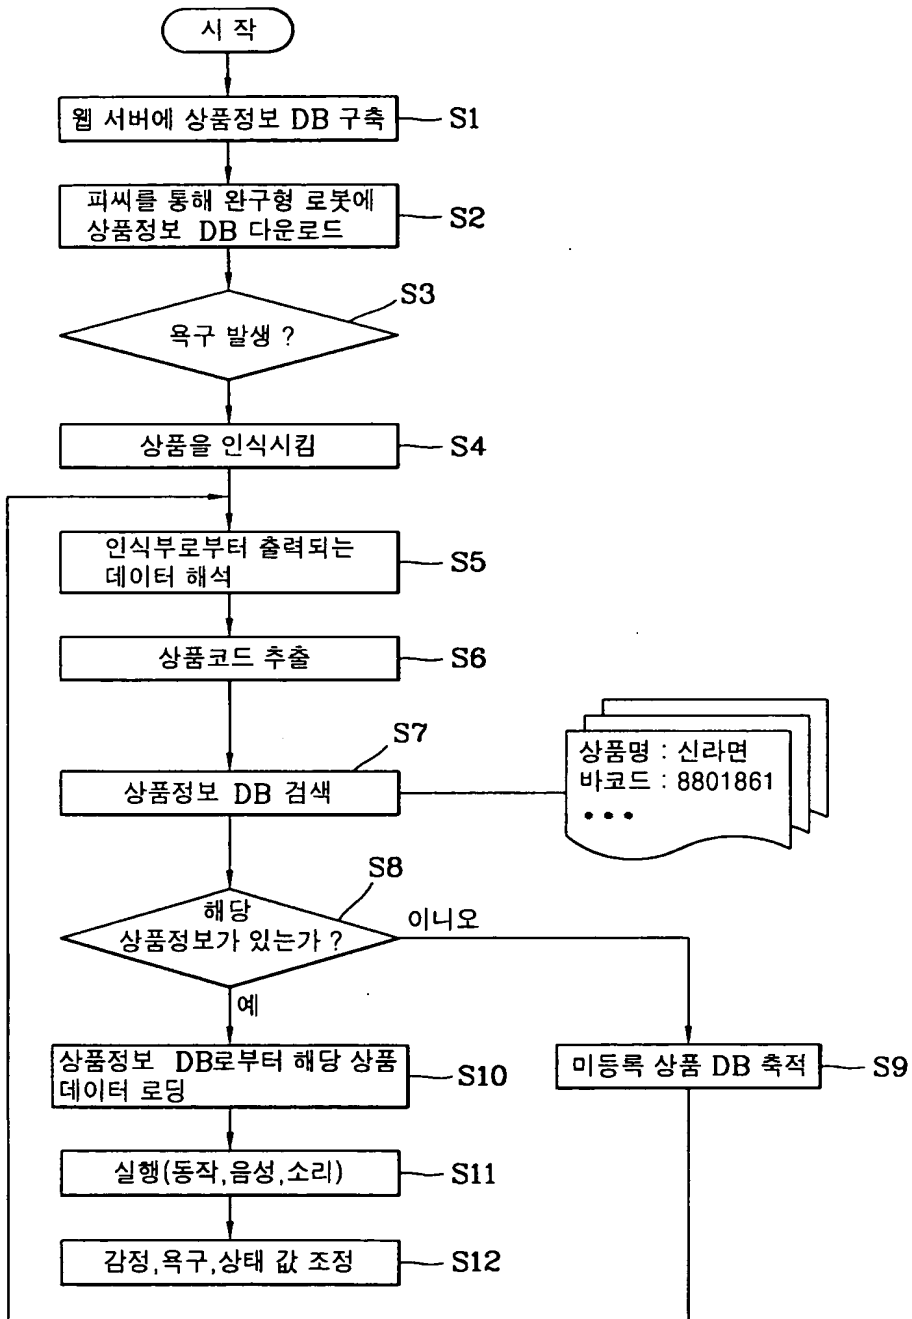 시 작
웹 서버에 상품정보 DB 구축
S1
피씨를 통해 완구형 로봇에
상품정보 DB 다운로드
S2
S3
욕구 발생 ?
상품을 인식시킴
S4
인식부로부터 출력되는
데이터 해석
S5
상품코드 추출
S6
S7
상품정보 DB 검색
상품명 : 신라면
바코드 : 8801861
• • •
S8
해당
상품정보가 있는가 ?
이니오
예
상품정보 DB로부터 해당 상품
데이터 로딩
S10
미등록 상품 DB 축적
S9
실행(동작,음성,소리)
S11
감정,욕구,상태 값 조정
S12